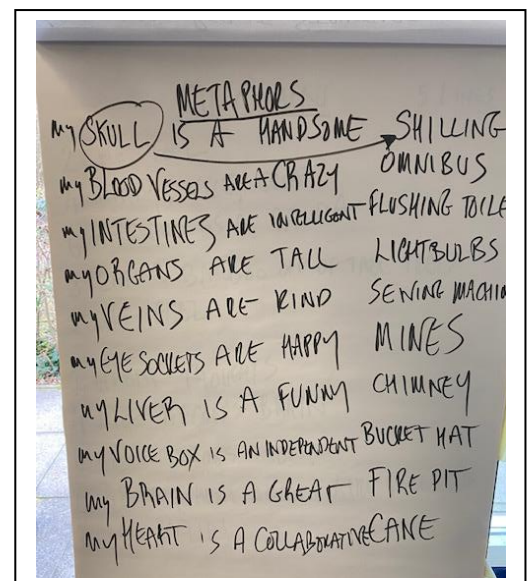 METAPHORS
my SKULL IS A HANDSOME SHILLING
my BLOOD VESSELS ARE A CRAZY OMNIBUS
my INTESTINES ARE INTELLIGENT FLUSHING TOILE
my ORGANS ARE TALL LIGHTBULBS
my VEINS ARE KIND SEWING MACHIN
my EYE SOCKETS ARE HAPPY MINES
my LIVER IS A FUNNY CHIMNEY
my VOICE BOX IS AN INDEPENDENT BUCKET HAT
my BRAIN IS A GREAT FIRE PIT
my HEART IS A COLLABORATIVE CANE